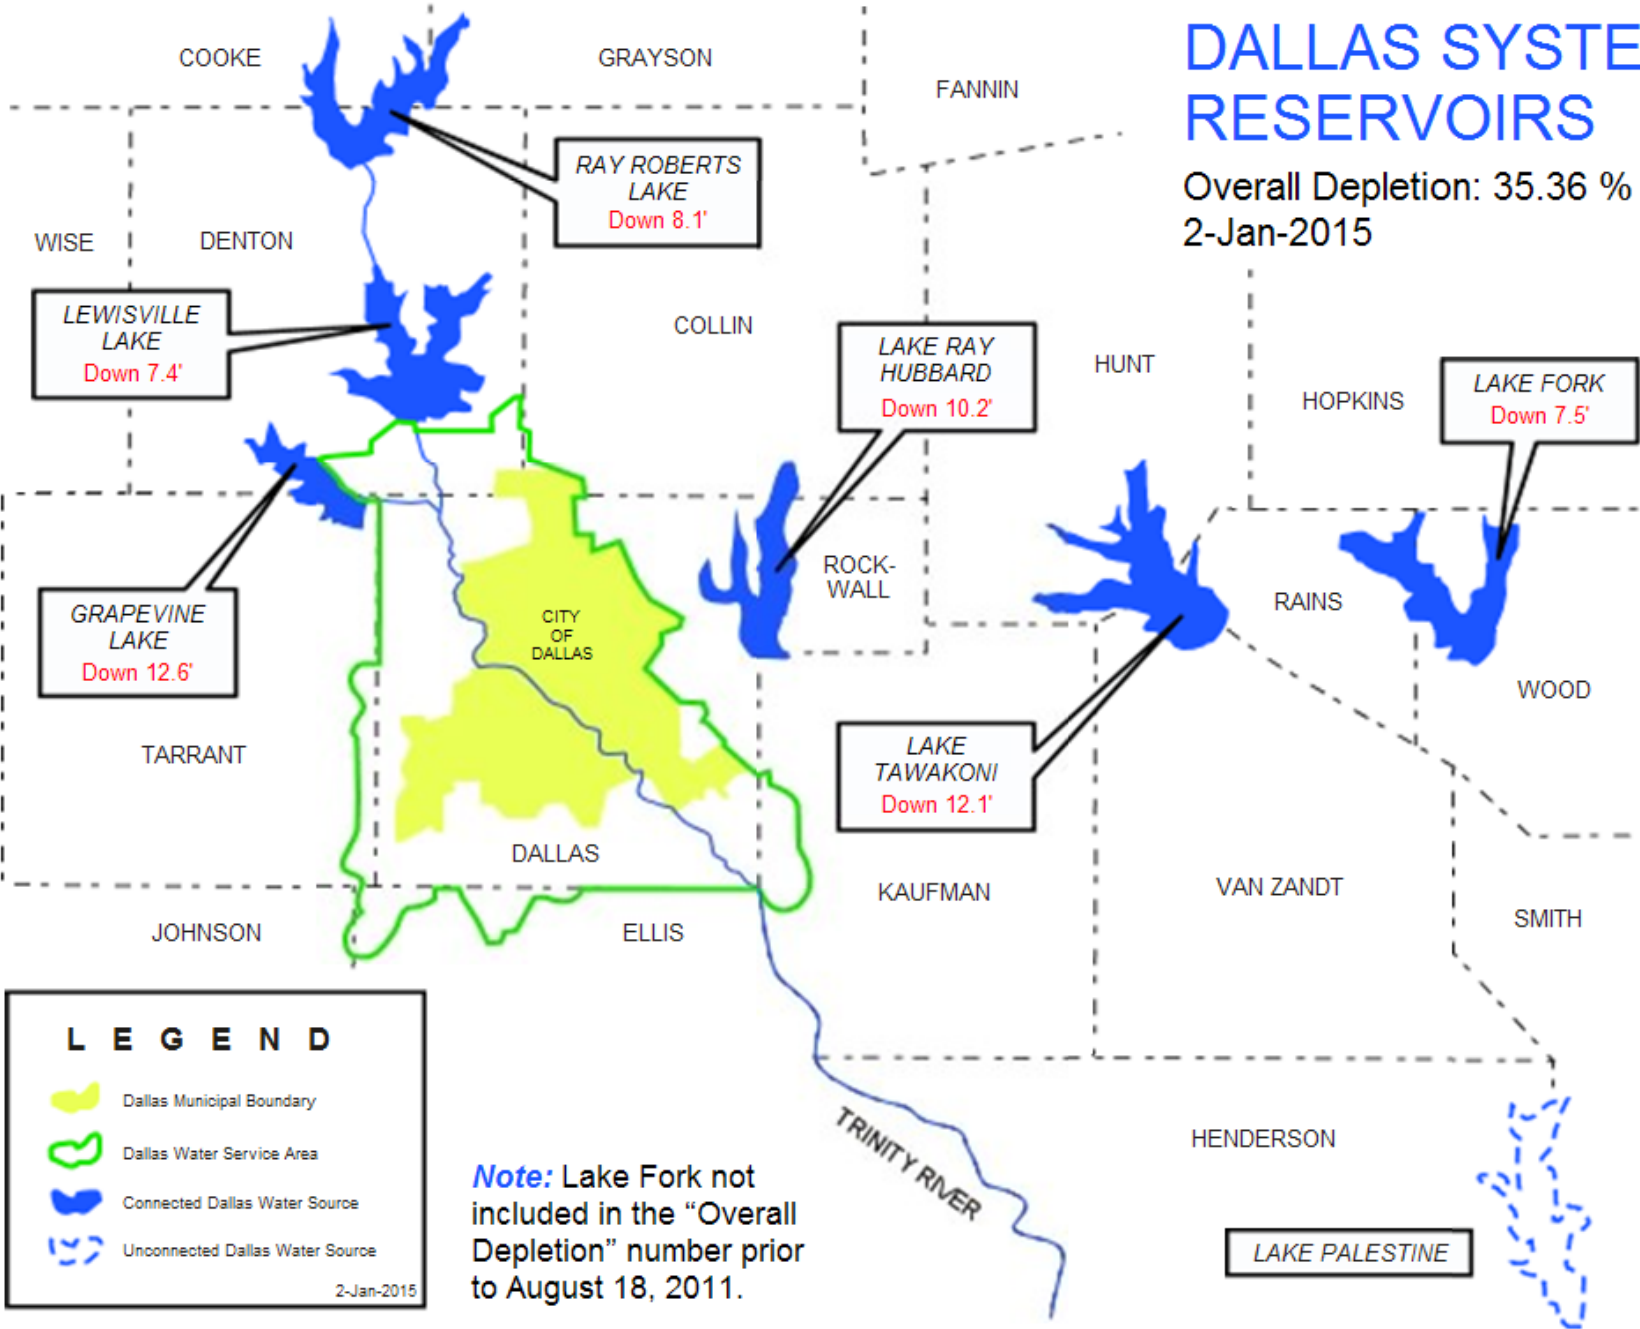 DALLAS SYSTE
RESERVOIRS
Overall Depletion: 35.36 %
2-Jan-2015
COOKE
GRAYSON
FANNIN
RAY ROBERTS
LAKE
Down 8.1'
WISE
DENTON
LEWISVILLE
LAKE
Down 7.4'
COLLIN
LAKE RAY
HUBBARD
Down 10.2'
HUNT
HOPKINS
LAKE FORK
Down 7.5'
GRAPEVINE
LAKE
Down 12.6'
CITY
OF
DALLAS
ROCK-
WALL
RAINS
WOOD
TARRANT
LAKE
TAWAKONI
Down 12.1'
DALLAS
KAUFMAN
VAN ZANDT
SMITH
JOHNSON
ELLIS
LEGEND
Dallas Municipal Boundary
Dallas Water Service Area
Connected Dallas Water Source
Unconnected Dallas Water Source
2-Jan-2015
Note: Lake Fork not
included in the “Overall
Depletion” number prior
to August 18, 2011.
TRINITY RIVER
HENDERSON
LAKE PALESTINE